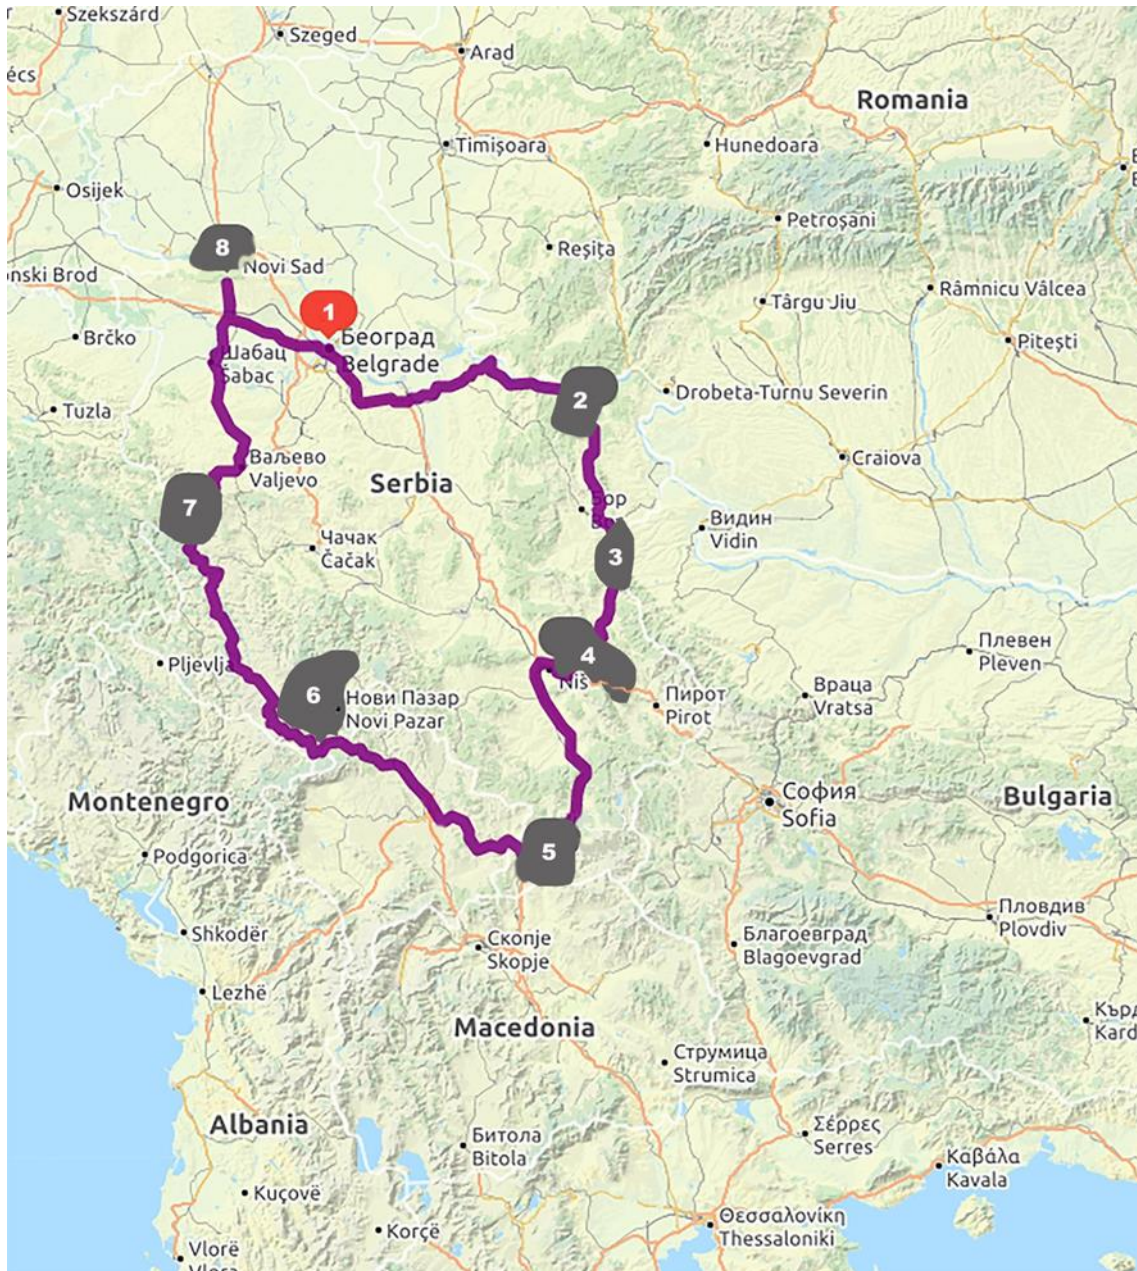 Szekszárd
Szeged
Arad
écs
Romania
Timișoara
Hunedoara
Osijek
Petroșani
8
Reșița
Novi Sad
onski Brod
Râmnicu Vâlcea
Târgu Jiu
1
Београд
Belgrade
Brčko
Pitești
Шабац
Šabac
2
Drobeta-Turnu Severin
Tuzla
Ваљево
Valjevo
Craiova
Serbia
7
Видин
Vidin
Чачак
Čačak
3
Плевен
Pleven
4
Pljevlja
Niš
Враца
Vratsa
6
Нови Пазар
Novi Pazar
Пирот
Pirot
София
Sofia
Montenegro
Bulgaria
5
Podgorica
Пловдив
Plovdiv
Shkodër
Скопје
Skopje
Благоевград
Blagoevgrad
Lezhë
Кърд
Kard
Macedonia
Струмица
Strumica
Albania
Битола
Bitola
Σέρρες
Serres
Καβάλα
Kavala
Kuçovë
Korçë
Θεσσαλονίκη
Thessaloniki
Vlorë